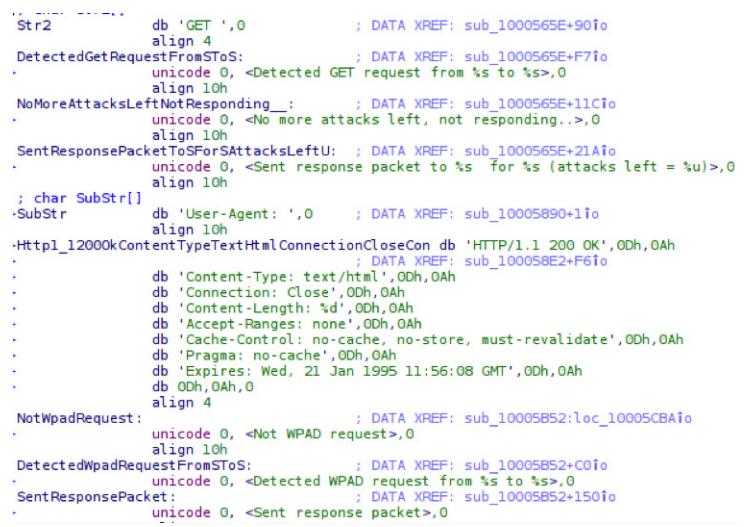 Str2 db 'GET ',0 ; DATA XREF: sub_1000565E+90↑o
align 4
DetectedGetRequestFromSToS: ; DATA XREF: sub_1000565E+F7↑o
unicode 0, <Detected GET request from %s to %s>,0
align 10h
NoMoreAttacksLeftNotResponding__: ; DATA XREF: sub_1000565E+11C↑o
unicode 0, <No more attacks left, not responding..>,0
align 10h
SentResponsePacketToSForSAttacksLeftU: ; DATA XREF: sub_1000565E+21A↑o
unicode 0, <Sent response packet to %s  for %s (attacks left = %u)>,0
align 10h
; char SubStr[]
SubStr db 'User-Agent: ',0 ; DATA XREF: sub_10005890+1↑o
align 10h
Http1_12000kContentTypeTextHtmlConnectionCloseCon db 'HTTP/1.1 200 OK',0Dh,0Ah
; DATA XREF: sub_100058E2+F6↑o
db 'Content-Type: text/html',0Dh,0Ah
db 'Connection: Close',0Dh,0Ah
db 'Content-Length: %d',0Dh,0Ah
db 'Accept-Ranges: none',0Dh,0Ah
db 'Cache-Control: no-cache, no-store, must-revalidate',0Dh,0Ah
db 'Pragma: no-cache',0Dh,0Ah
db 'Expires: Wed, 21 Jan 1995 11:56:08 GMT',0Dh,0Ah
db 0Dh,0Ah,0
align 4
NotWpadRequest: ; DATA XREF: sub_10005B52:loc_10005CBA↑o
unicode 0, <Not WPAD request>,0
align 10h
DetectedWpadRequestFromSToS: ; DATA XREF: sub_10005B52+C0↑o
unicode 0, <Detected WPAD request from %s to %s>,0
SentResponsePacket: ; DATA XREF: sub_10005B52+150↑o
unicode 0, <Sent response packet>,0